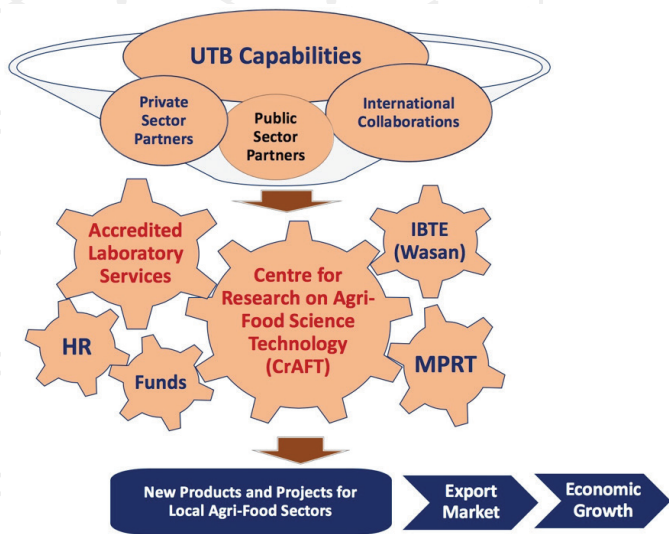 UTB Capabilities
Private
Sector
Partners
Public
Sector
Partners
International
Collaborations
Accredited
Laboratory
Services
IBTE
(Wasan)
Centre for
Research on Agri-
Food Science
Technology
(CrAFT)
HR
Funds
MPRT
New Products and Projects for
Local Agri-Food Sectors
Export
Market
Economic
Growth